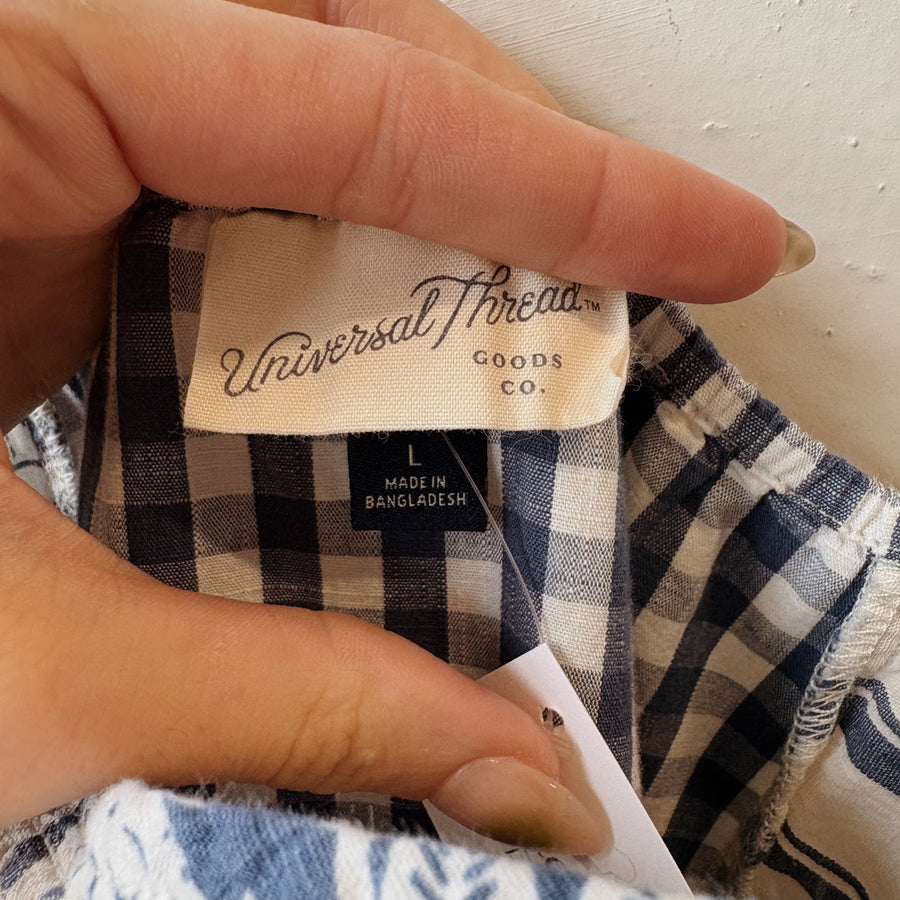 Universal Thread™
GOODS
CO.
L
MADE IN
BANGLADESH